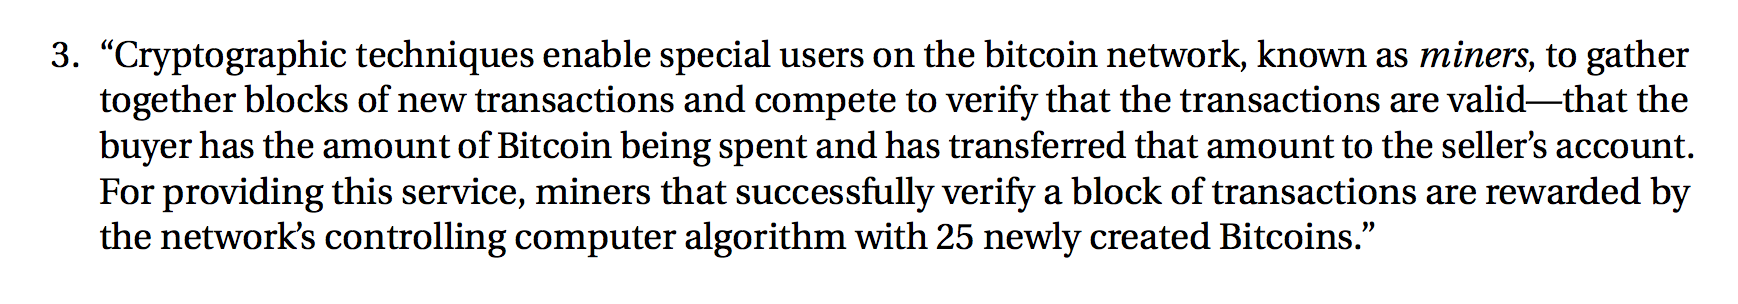 3. “Cryptographic techniques enable special users on the bitcoin network, known as miners, to gather
together blocks of new transactions and compete to verify that the transactions are valid—that the
buyer has the amount of Bitcoin being spent and has transferred that amount to the seller’s account.
For providing this service, miners that successfully verify a block of transactions are rewarded by
the network’s controlling computer algorithm with 25 newly created Bitcoins.”